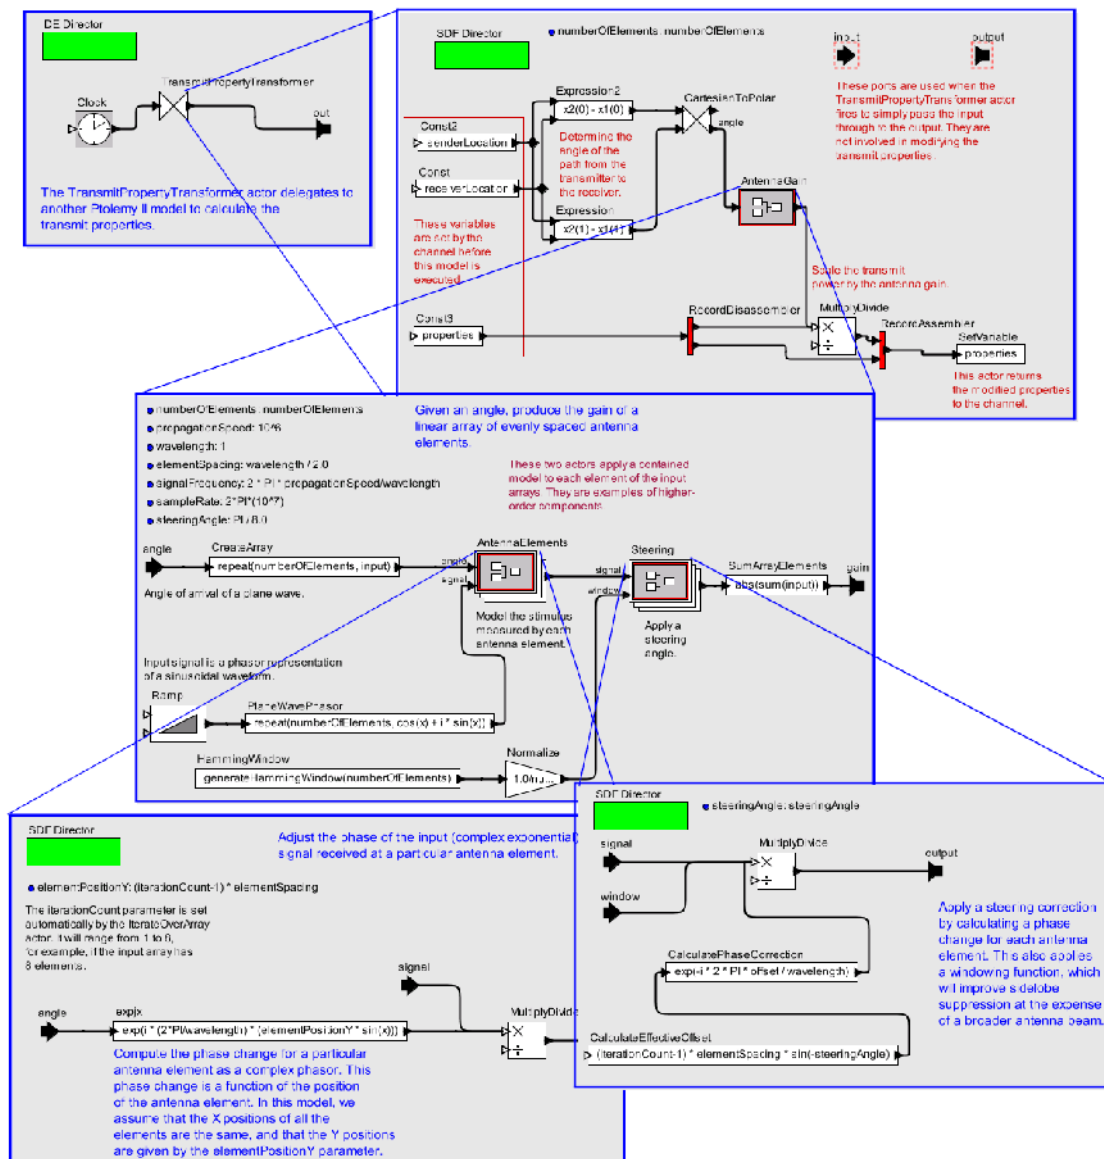 DE Director
TransmitPropertyTransformer
Clock
out
The TransmitPropertyTransformer actor delegates to
another Ptolemy II model to calculate the
transmit properties.
SDF Director
numberOfElements: numberOfElements
input
output
These ports are used when the
TransmitPropertyTransformer actor
fires to simply pass the input
through to the output. They are
not involved in modifying the
transmit properties.
Expression2
x2(0) - x1(0)
CartesianToPolar
angle
Const2
senderLocation
Determine the
angle of the
path from the
transmitter to
the receiver.
Const
receiverLocation
AntennaGain
Expression
x2(1) - x1(1)
These variables
are set by the
channel before
this model is
executed.
Scale the transmit
power by the antenna gain.
Const3
properties
RecordDisassembler
MultiplyDivide
RecordAssembler
SetVariable
properties
This actor returns
the modified properties
to the channel.
numberOfElements: numberOfElements
propagationSpeed: 10^6
wavelength: 1
elementSpacing: wavelength / 2.0
signalFrequency: 2 * PI * propagationSpeed/wavelength
sampleRate: 2*PI*(10^7)
steeringAngle: PI / 8.0
Given an angle, produce the gain of a
linear array of evenly spaced antenna
elements.
These two actors apply a contained
model to each element of the input
arrays. They are examples of higher-
order components
angle
CreateArray
repeat(numberOfElements, input)
Angle of arrival of a plane wave.
AntennaElements
angle
signal
Model the stimulus
measured by each
antenna element.
Steering
signal
window
Apply a
steering
angle.
SumArrayElements
abs(sum(input))
gain
Input signal is a phasor representation
of a sinusoidal waveform.
Ramp
PlaneWavePhasor
repeat(numberOfElements, cos(x) + i * sin(x))
HammingWindow
generateHammingWindow(numberOfElements)
Normalize
1.0/nu...
SDF Director
Adjust the phase of the input (complex exponential)
signal received at a particular antenna element.
elementPositionY: (iterationCount-1) * elementSpacing
The iterationCount parameter is set
automatically by the IterateOverArray
actor. It will range from 1 to 8,
for example, if the input array has
8 elements.
signal
angle
expjx
exp(i * (2*PI/wavelength) * (elementPositionY * sin(x)))
MultiplyDivide
Compute the phase change for a particular
antenna element as a complex phasor. This
phase change is a function of the position
of the antenna element. In this model, we
assume that the X positions of all the
elements are the same, and that the Y positions
are given by the elementPositionY parameter.
SDF Director
steeringAngle: steeringAngle
signal
window
MultiplyDivide
output
CalculatePhaseCorrection
exp(-i * 2 * PI * offset / wavelength)
CalculateEffectiveOffset
(iterationCount-1) * elementSpacing * sin(-steeringAngle)
Apply a steering correction
by calculating a phase
change for each antenna
element. This also applies
a windowing function, which
will improve sidelobe
suppression at the expense
of a broader antenna beam.